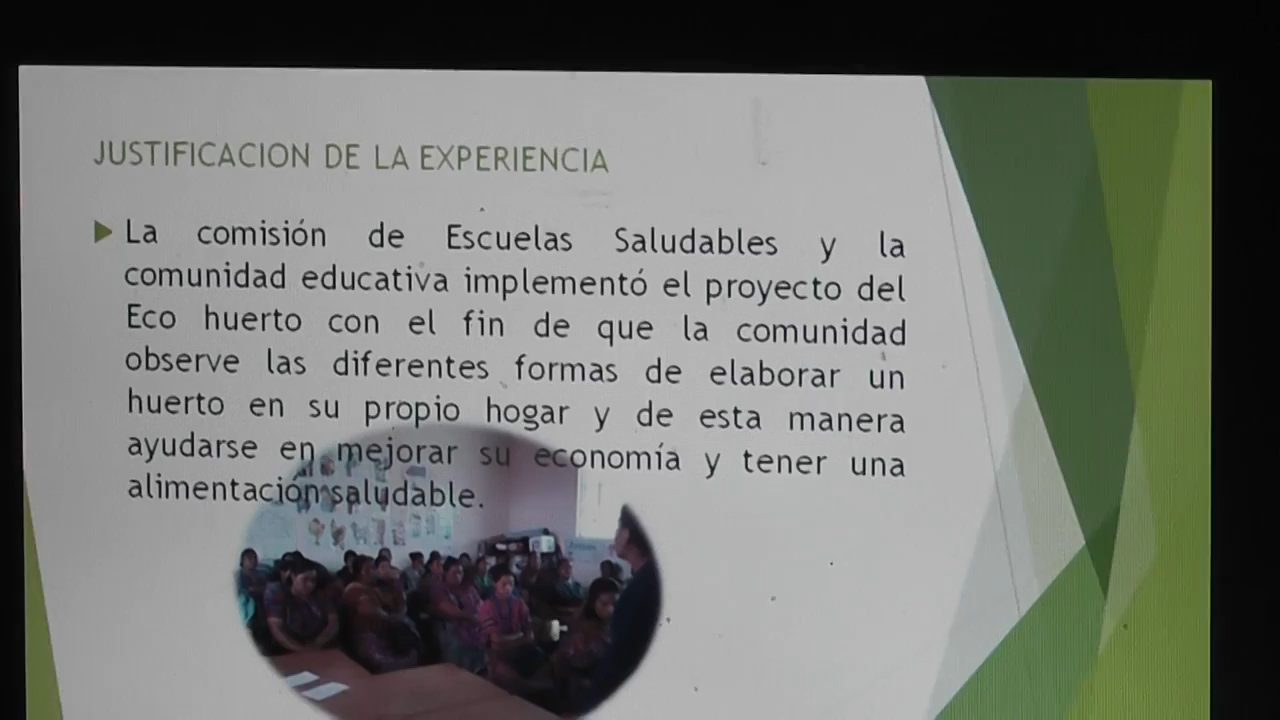 JUSTIFICACION DE LA EXPERIENCIA
La comisión de Escuelas Saludables y la
comunidad educativa implementó el proyecto del
Eco huerto con el fin de que la comunidad
observe las diferentes formas de elaborar un
huerto en su propio hogar y de esta manera
ayudarse en mejorar su economía y tener una
alimentación saludable.